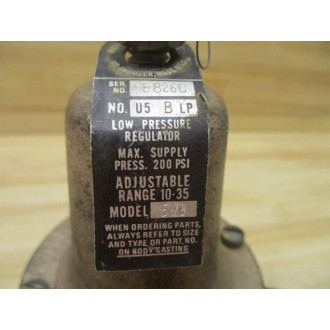 SER. NO. 8826C
NO. U5 B LP
LOW PRESSURE
REGULATOR
MAX. SUPPLY
PRESS. 200 PSI
ADJUSTABLE
RANGE 10-35
MODEL
WHEN ORDERING PARTS,
ALWAYS REFER TO SIZE
AND TYPE OR PART NO.
ON BODY CASTING